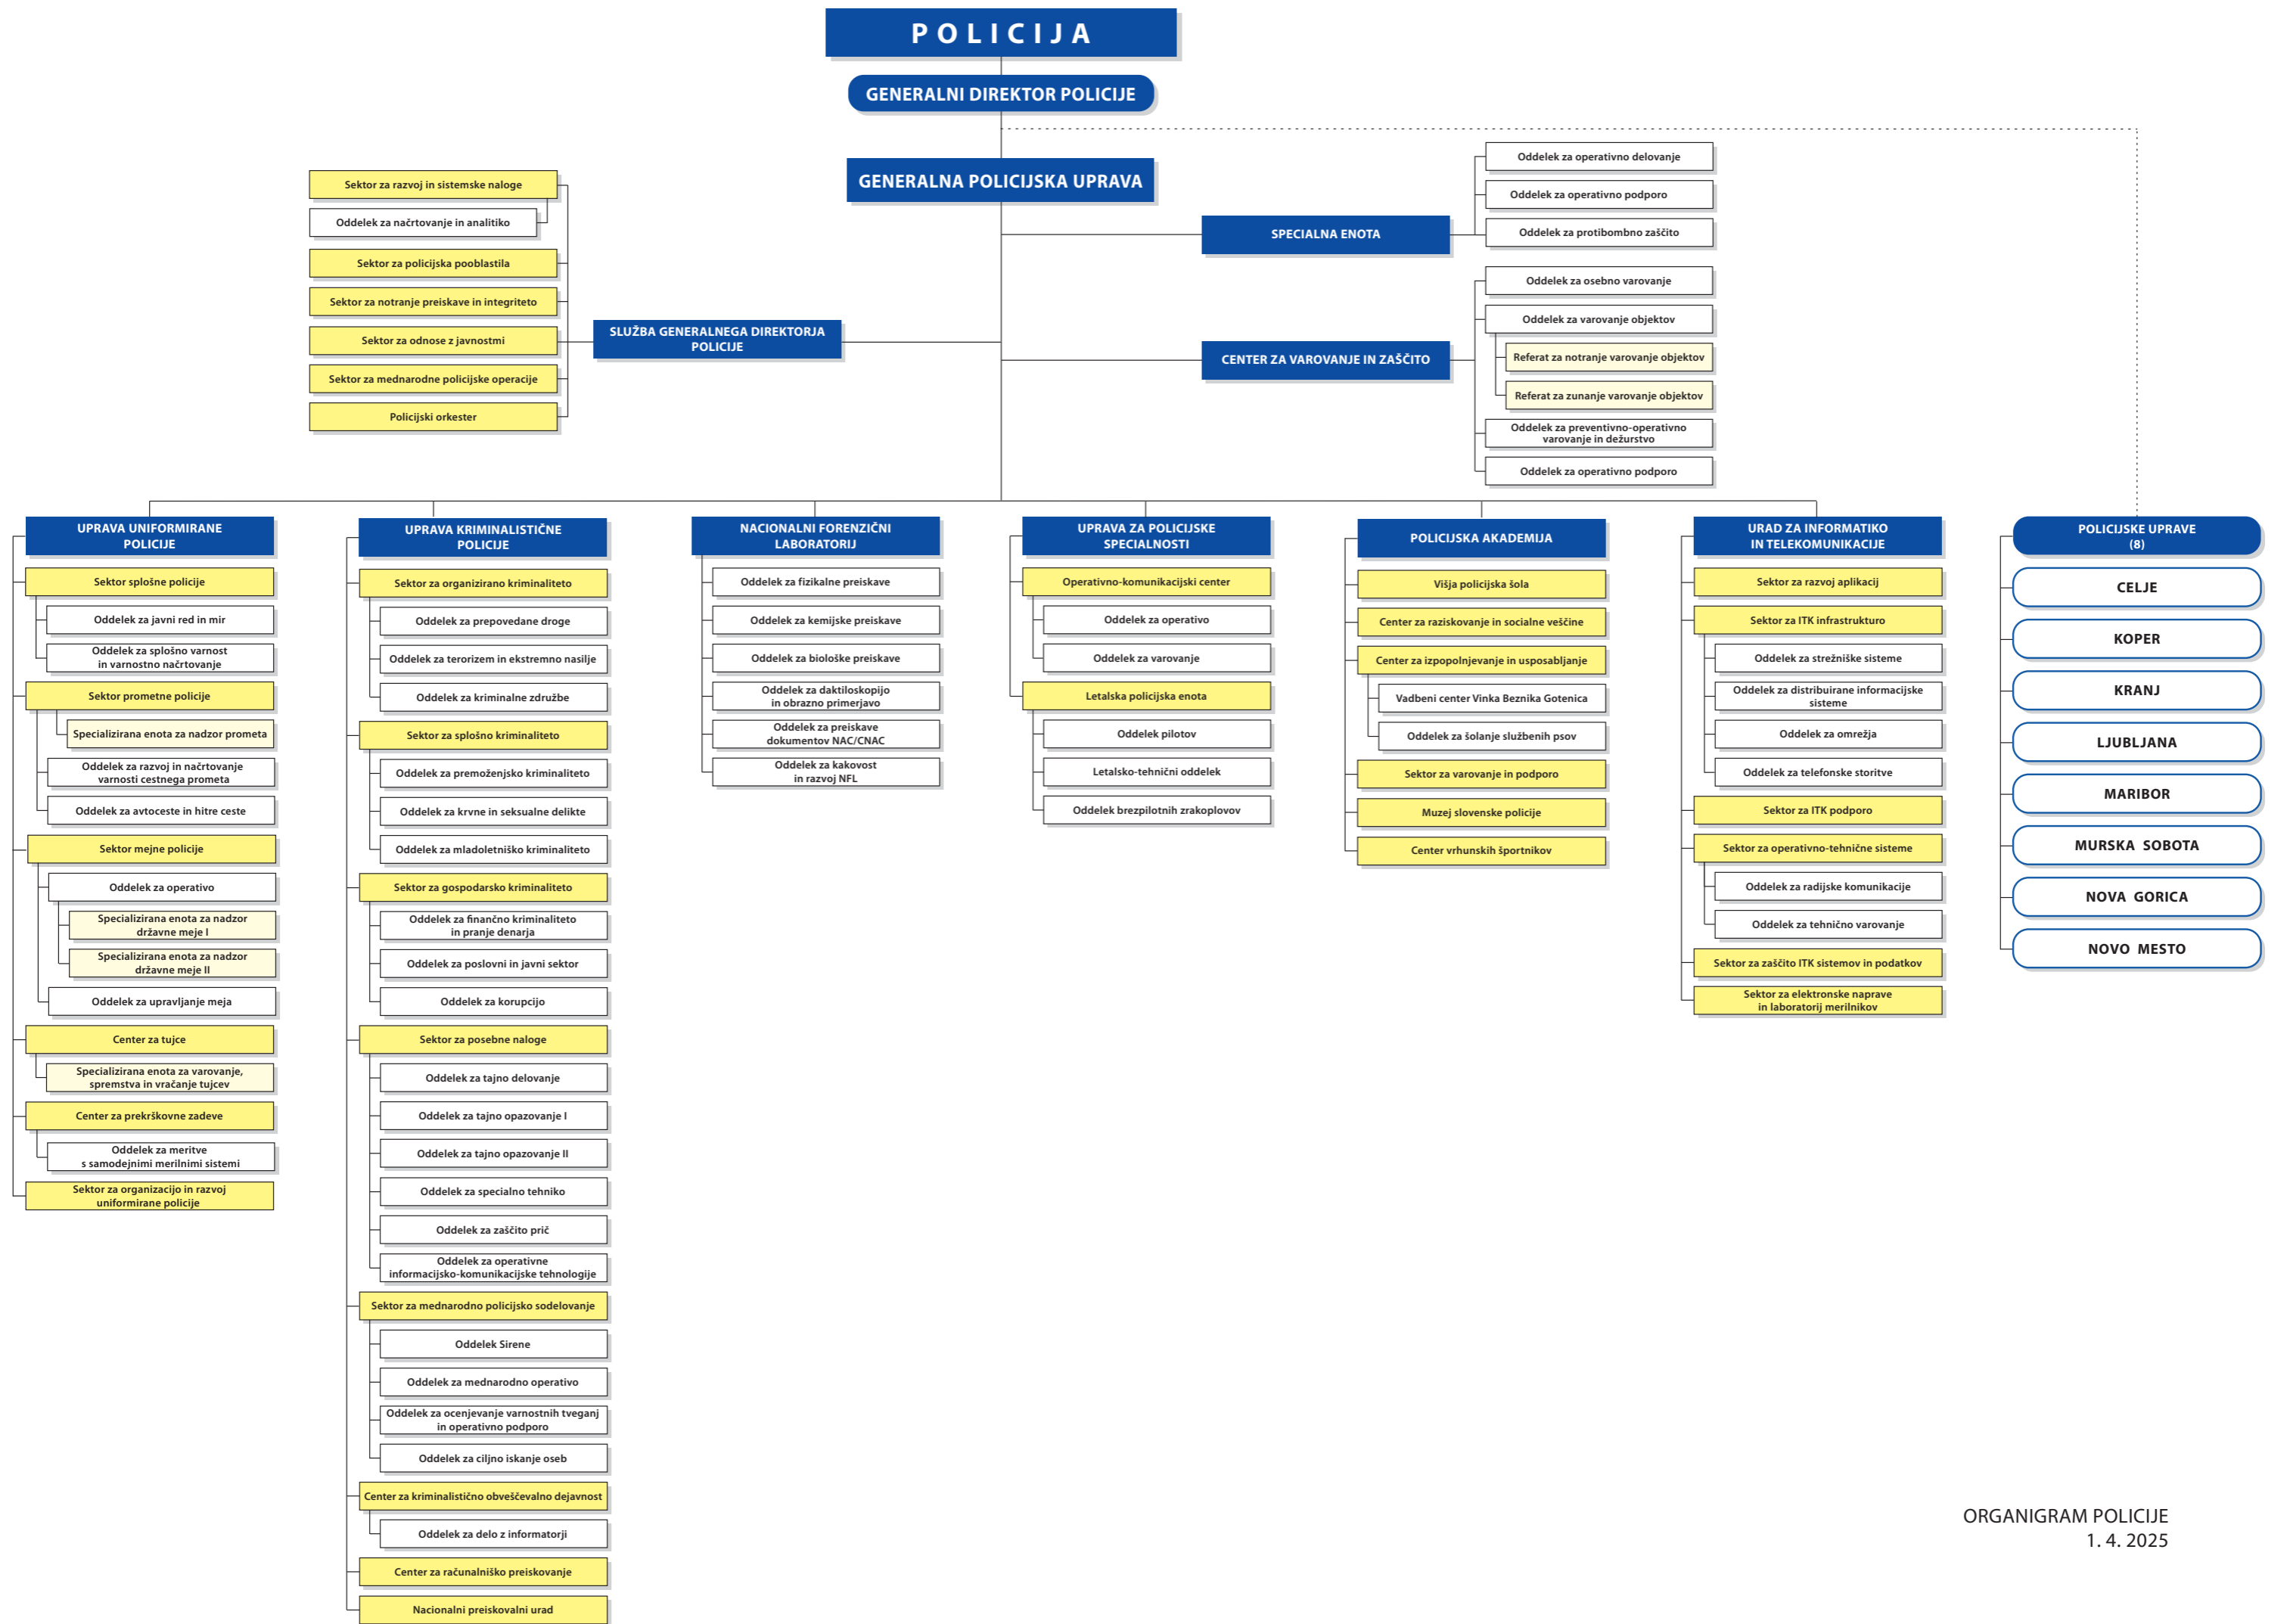 POLICIJA
GENERALNI DIREKTOR POLICIJE
GENERALNA POLICIJSKA UPRAVA
Sektor za razvoj in sistemske naloge
Oddelek za načrtovanje in analitiko
Sektor za policijska pooblastila
Sektor za notranje preiskave in integriteto
Sektor za odnose z javnostmi
Sektor za mednarodne policijske operacije
Policijski orkester
SLUŽBA GENERALNEGA DIREKTORJA
POLICIJE
SPECIALNA ENOTA
Oddelek za operativno delovanje
Oddelek za operativno podporo
Oddelek za protibombno zaščito
CENTER ZA VAROVANJE IN ZAŠČITO
Oddelek za osebno varovanje
Oddelek za varovanje objektov
Referat za notranje varovanje objektov
Referat za zunanje varovanje objektov
Oddelek za preventivno-operativno
varovanje in dežurstvo
Oddelek za operativno podporo
UPRAVA UNIFORMIRANE
POLICIJE
Sektor splošne policije
Oddelek za javni red in mir
Oddelek za splošno varnost
in varnostno načrtovanje
Sektor prometne policije
Specializirana enota za nadzor prometa
Oddelek za razvoj in načrtovanje
varnosti cestnega prometa
Oddelek za avtoceste in hitre ceste
Sektor mejne policije
Oddelek za operativo
Specializirana enota za nadzor
državne meje I
Specializirana enota za nadzor
državne meje II
Oddelek za upravljanje meja
Center za tujce
Specializirana enota za varovanje,
spremstva in vračanje tujcev
Center za prekrškovne zadeve
Oddelek za meritve
s samodejnimi merilnimi sistemi
Sektor za organizacijo in razvoj
uniformirane policije
UPRAVA KRIMINALISTIČNE
POLICIJE
Sektor za organizirano kriminaliteto
Oddelek za prepovedane droge
Oddelek za terorizem in ekstremno nasilje
Oddelek za kriminalne združbe
Sektor za splošno kriminaliteto
Oddelek za premoženjsko kriminaliteto
Oddelek za krvne in seksualne delikte
Oddelek za mladoletniško kriminaliteto
Sektor za gospodarsko kriminaliteto
Oddelek za finančno kriminaliteto
in pranje denarja
Oddelek za poslovni in javni sektor
Oddelek za korupcijo
Sektor za posebne naloge
Oddelek za tajno delovanje
Oddelek za tajno opazovanje I
Oddelek za tajno opazovanje II
Oddelek za specialno tehniko
Oddelek za zaščito prič
Oddelek za operativne
informacijsko-komunikacijske tehnologije
Sektor za mednarodno policijsko sodelovanje
Oddelek Sirene
Oddelek za mednarodno operativo
Oddelek za ocenjevanje varnostnih tveganj
in operativno podporo
Oddelek za ciljno iskanje oseb
Center za kriminalistično obveščevalno dejavnost
Oddelek za delo z informatorji
Center za računalniško preiskovanje
Nacionalni preiskovalni urad
NACIONALNI FORENZIČNI
LABORATORIJ
Oddelek za fizikalne preiskave
Oddelek za kemijske preiskave
Oddelek za biološke preiskave
Oddelek za daktiloskopijo
in obrazno primerjavo
Oddelek za preiskave
dokumentov NAC/CNAC
Oddelek za kakovost
in razvoj NFL
UPRAVA ZA POLICIJSKE
SPECIALNOSTI
Operativno-komunikacijski center
Oddelek za operativo
Oddelek za varovanje
Letalska policijska enota
Oddelek pilotov
Letalsko-tehnični oddelek
Oddelek brezpilotnih zrakoplovov
POLICIJSKA AKADEMIJA
Višja policijska šola
Center za raziskovanje in socialne veščine
Center za izpopolnjevanje in usposabljanje
Vadbeni center Vinka Beznika Gotenica
Oddelek za šolanje službenih psov
Sektor za varovanje in podporo
Muzej slovenske policije
Center vrhunskih športnikov
URAD ZA INFORMATIKO
IN TELEKOMUNIKACIJE
Sektor za razvoj aplikacij
Sektor za ITK infrastrukturo
Oddelek za strežniške sisteme
Oddelek za distribuirane informacijske
sisteme
Oddelek za omrežja
Oddelek za telefonske storitve
Sektor za ITK podporo
Sektor za operativno-tehnične sisteme
Oddelek za radijske komunikacije
Oddelek za tehnično varovanje
Sektor za zaščito ITK sistemov in podatkov
Sektor za elektronske naprave
in laboratorij merilnikov
POLICIJSKE UPRAVE
(8)
CELJE
KOPER
KRANJ
LJUBLJANA
MARIBOR
MURSKA SOBOTA
NOVA GORICA
NOVO MESTO
ORGANIGRAM POLICIJE
1. 4. 2025